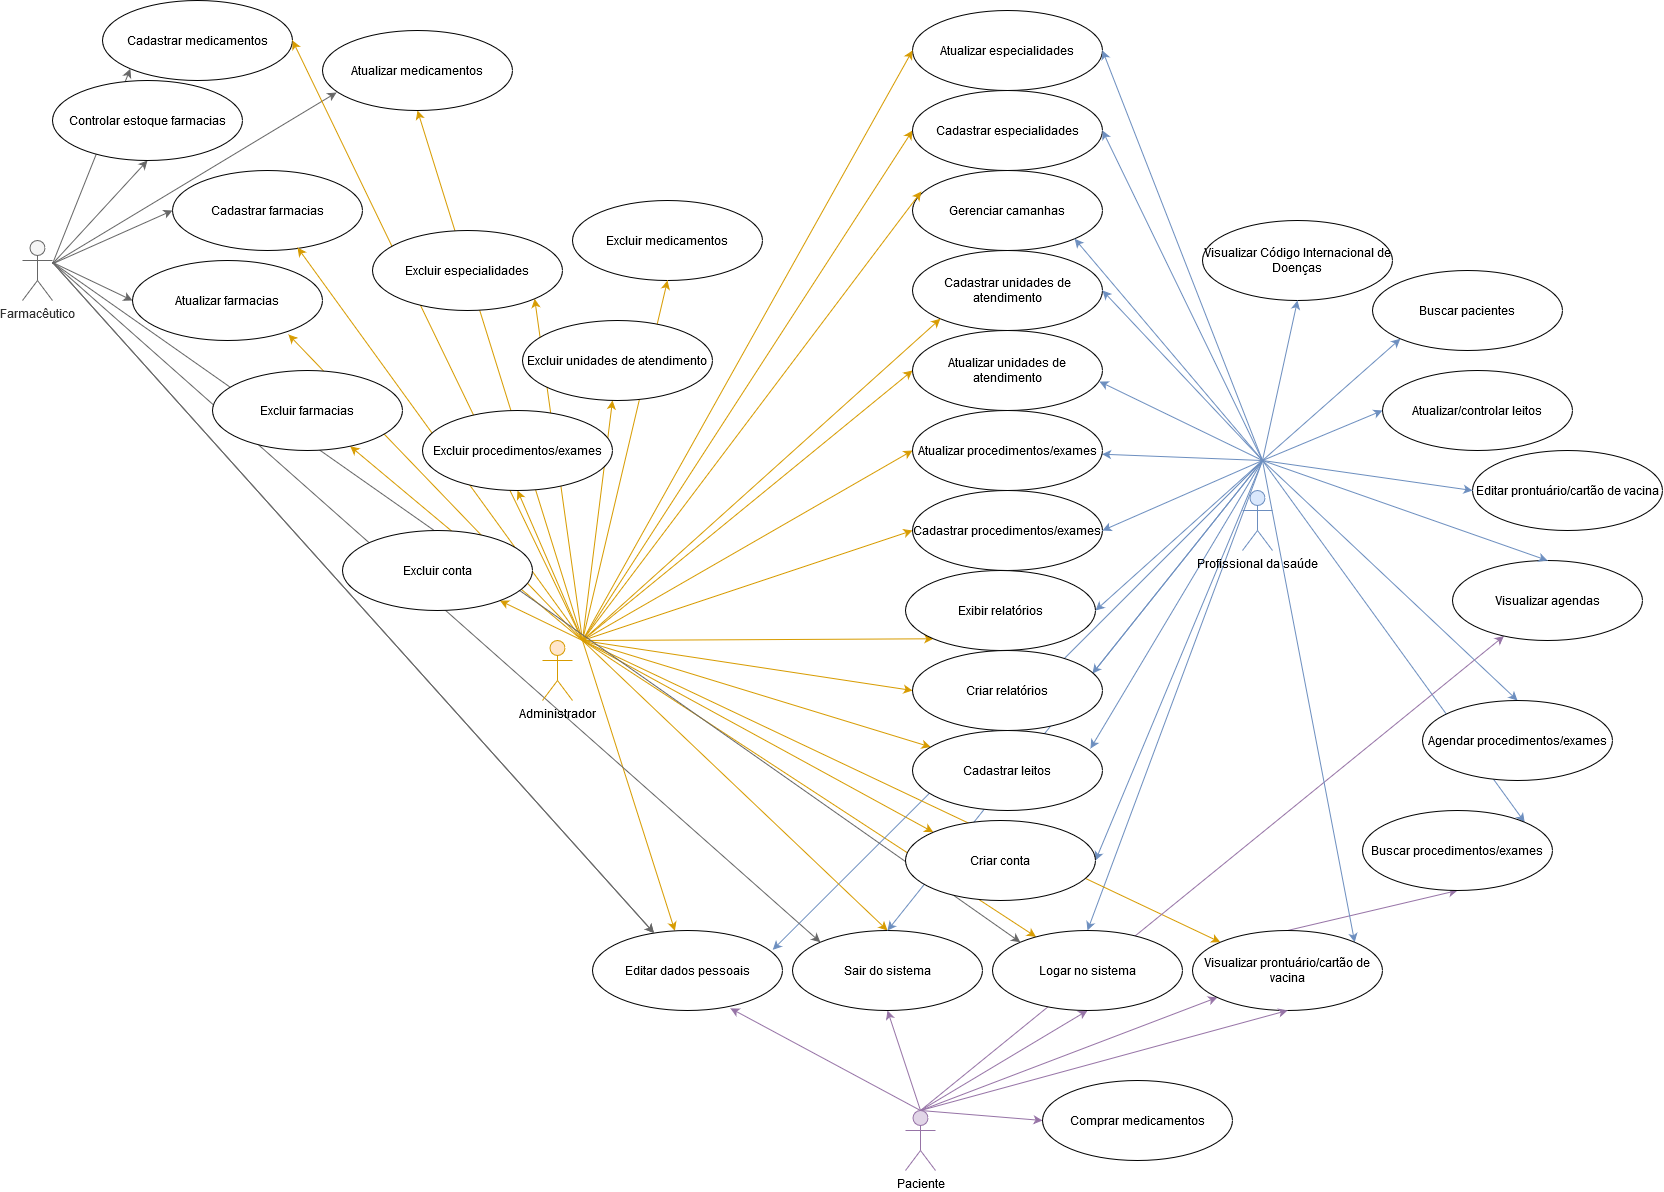 Cadastrar medicamentos
Atualizar medicamentos
Controlar estoque farmacias
Cadastrar farmacias
Farmacêutico
Atualizar farmacias
Excluir farmacias
Excluir especialidades
Excluir medicamentos
Excluir unidades de atendimento
Excluir procedimentos/exames
Excluir conta
Administrador
Atualizar especialidades
Cadastrar especialidades
Gerenciar camanhas
Cadastrar unidades de
atendimento
Atualizar unidades de
atendimento
Atualizar procedimentos/exames
Cadastrar procedimentos/exames
Exibir relatórios
Criar relatórios
Cadastrar leitos
Criar conta
Visualizar Código Internacional de
Doenças
Buscar pacientes
Atualizar/controlar leitos
Editar prontuário/cartão de vacina
Profissional da saúde
Visualizar agendas
Agendar procedimentos/exames
Buscar procedimentos/exames
Editar dados pessoais
Sair do sistema
Logar no sistema
Visualizar prontuário/cartão de
vacina
Comprar medicamentos
Paciente